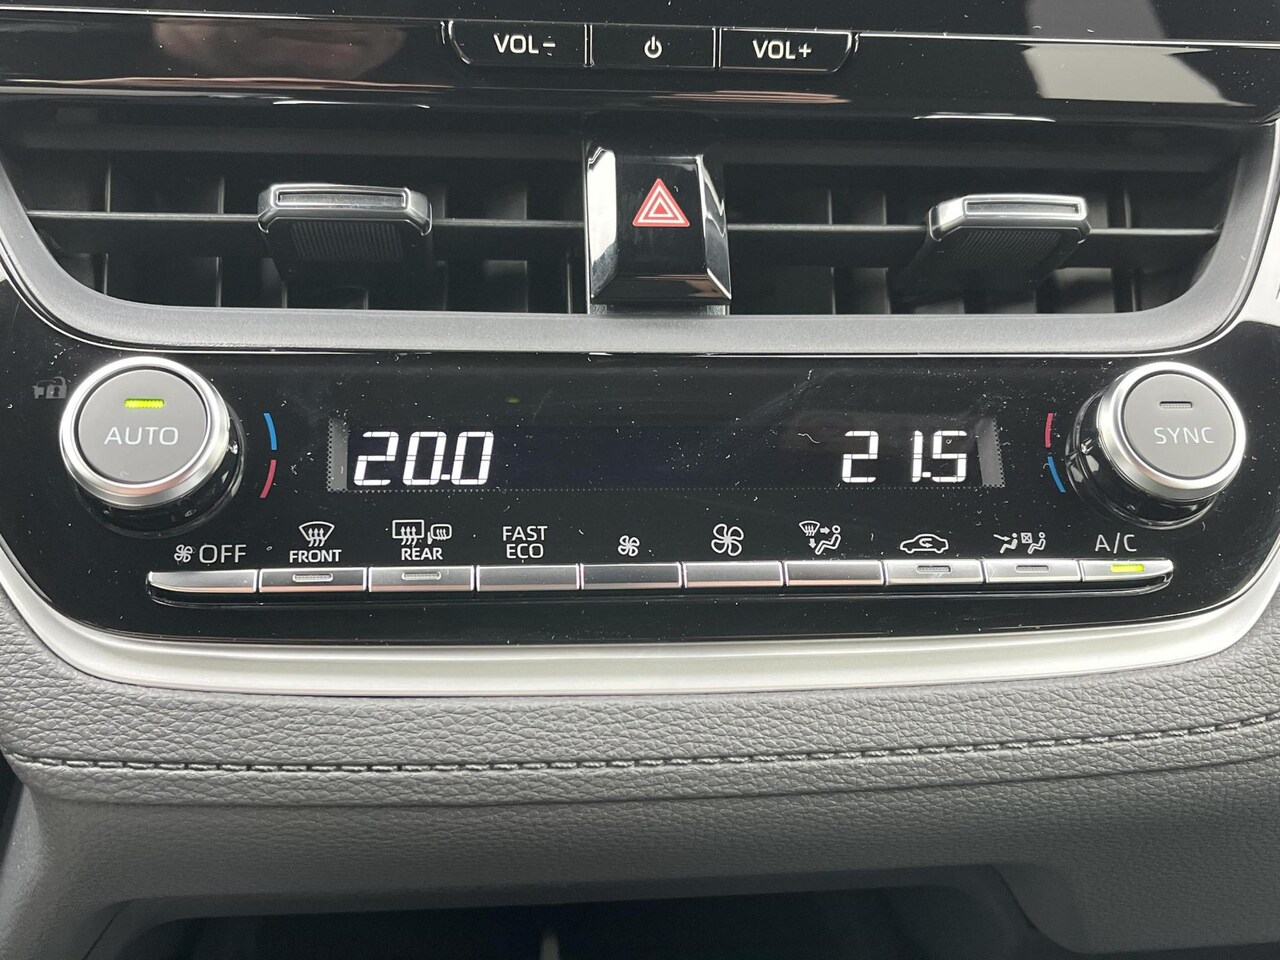 VOL-
VOL+
AUTO
20.0
21.5
SYNC
OFF
FRONT
REAR
FAST
ECO
A/C